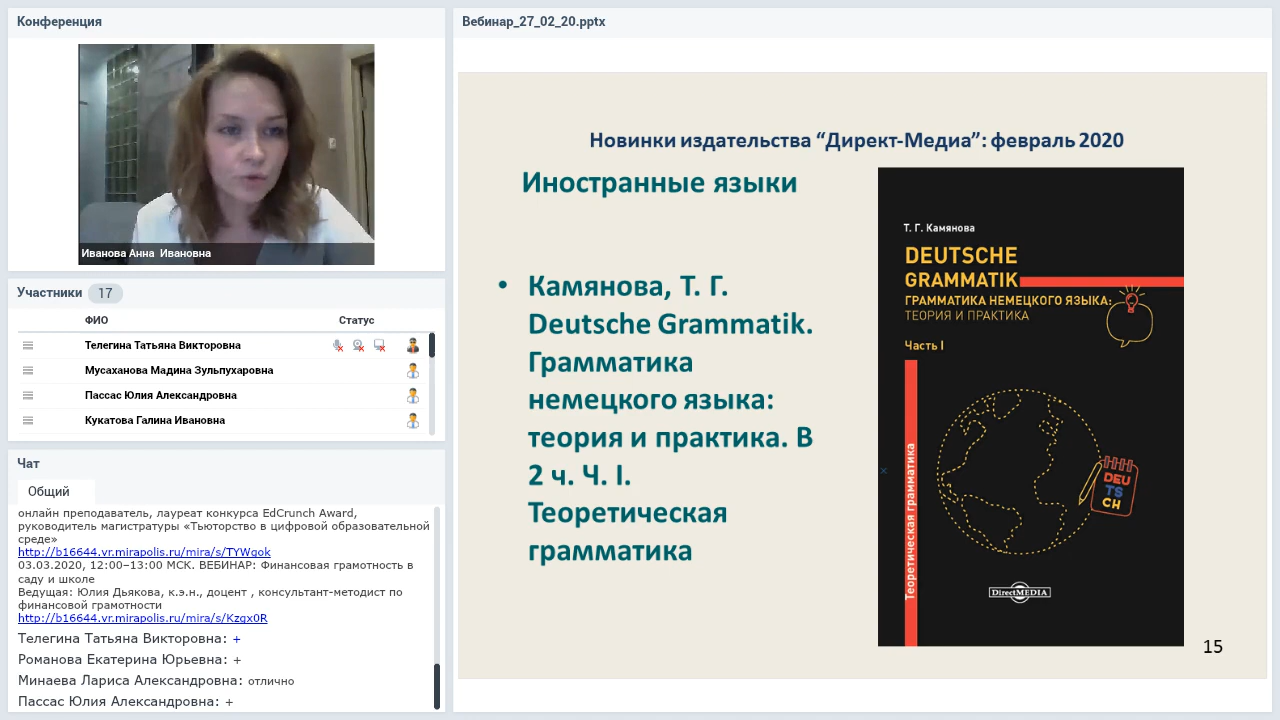 Конференция
Иванова Анна Ивановна
Участники 17
ФИО Статус
Телегина Татьяна Викторовна
Мусаханова Мадина Зульпухаровна
Пассас Юлия Александровна
Кукатова Галина Ивановна
Чат
Общий
онлайн преподаватель, лауреат конкурса EdCrunch Award,
руководитель магистратуры «Тьюторство в цифровой образовательной
среде»
http://b16644.vr.mirapolis.ru/mira/s/TYWgok
03.03.2020, 12:00–13:00 МСК. ВЕБИНАР: Финансовая грамотность в
саду и школе
Ведущая: Юлия Дьякова, к.э.н., доцент , консультант-методист по
финансовой грамотности
http://b16644.vr.mirapolis.ru/mira/s/Kzgx0R
Телегина Татьяна Викторовна: +
Романова Екатерина Юрьевна: +
Минаева Лариса Александровна: отлично
Пассас Юлия Александровна: +
Вебинар_27_02_20.pptx
Новинки издательства “Директ-Медиа”: февраль 2020
Иностранные языки
• Камянова, Т. Г.
Deutsche Grammatik.
Грамматика
немецкого языка:
теория и практика. В
2 ч. Ч. I.
Теоретическая
грамматика
Т. Г. Камянова
DEUTSCHE
GRAMMATIK
ГРАММАТИКА НЕМЕЦКОГО ЯЗЫКА:
ТЕОРИЯ И ПРАКТИКА
Часть I
Теоретическая грамматика
DEU
TS
CH
DirectMEDIA
15